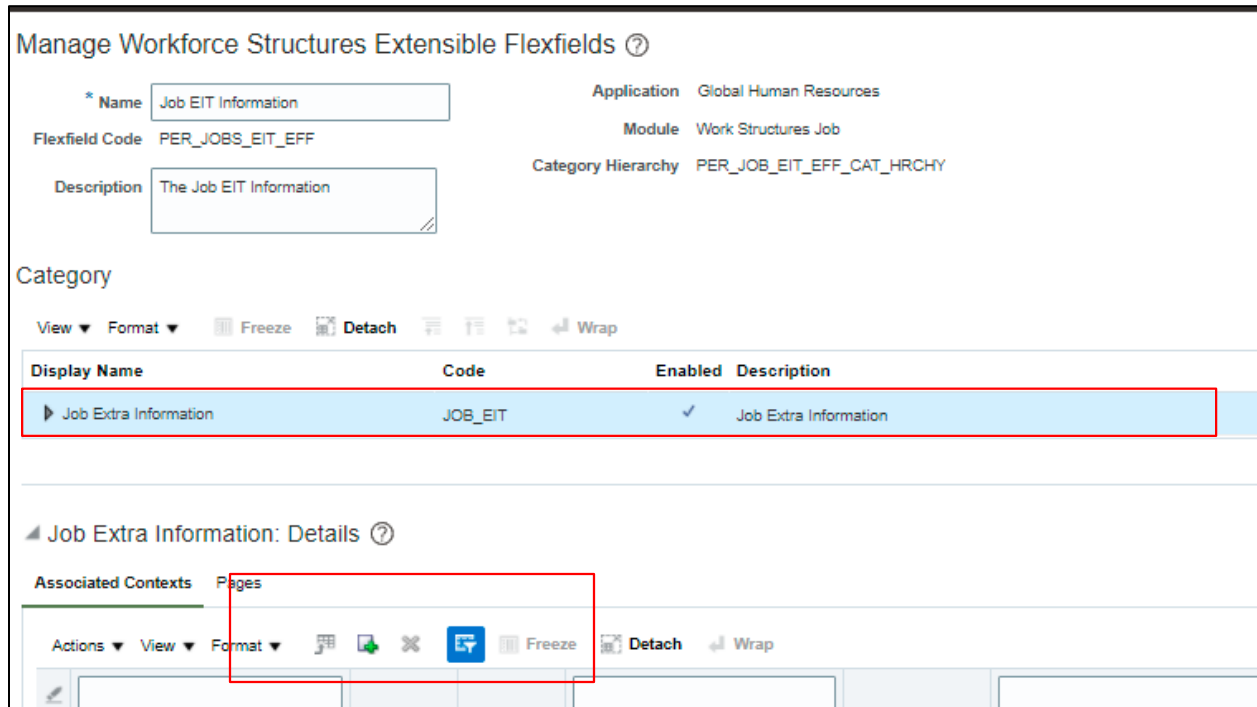 Manage Workforce Structures Extensible Flexfields ?
* Name Job EIT Information
Application Global Human Resources
Flexfield Code PER_JOBS_EIT_EFF
Module Work Structures Job
Category Hierarchy PER_JOB_EIT_EFF_CAT_HRCHY
Description The Job EIT Information
Category
View Format Freeze Detach Wrap
Display Name Code Enabled Description
Job Extra Information JOB_EIT Job Extra Information
Job Extra Information: Details ?
Associated Contexts Pages
Actions View Format Freeze Detach Wrap